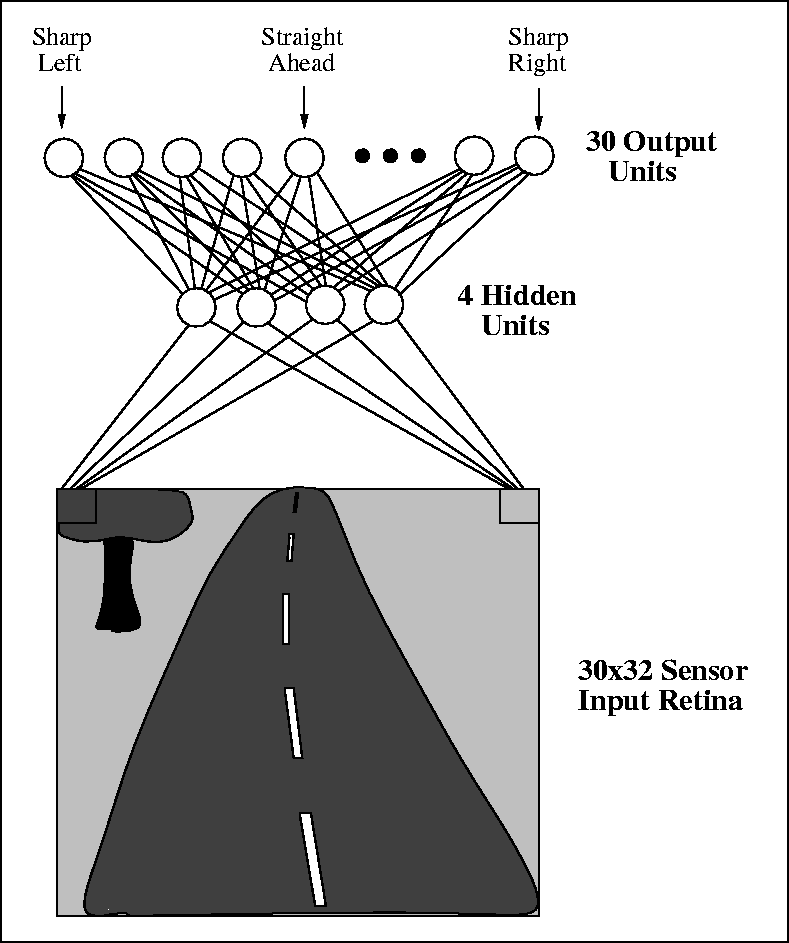 Sharp
Left
Straight
Ahead
Sharp
Right
30 Output
Units
4 Hidden
Units
30x32 Sensor
Input Retina